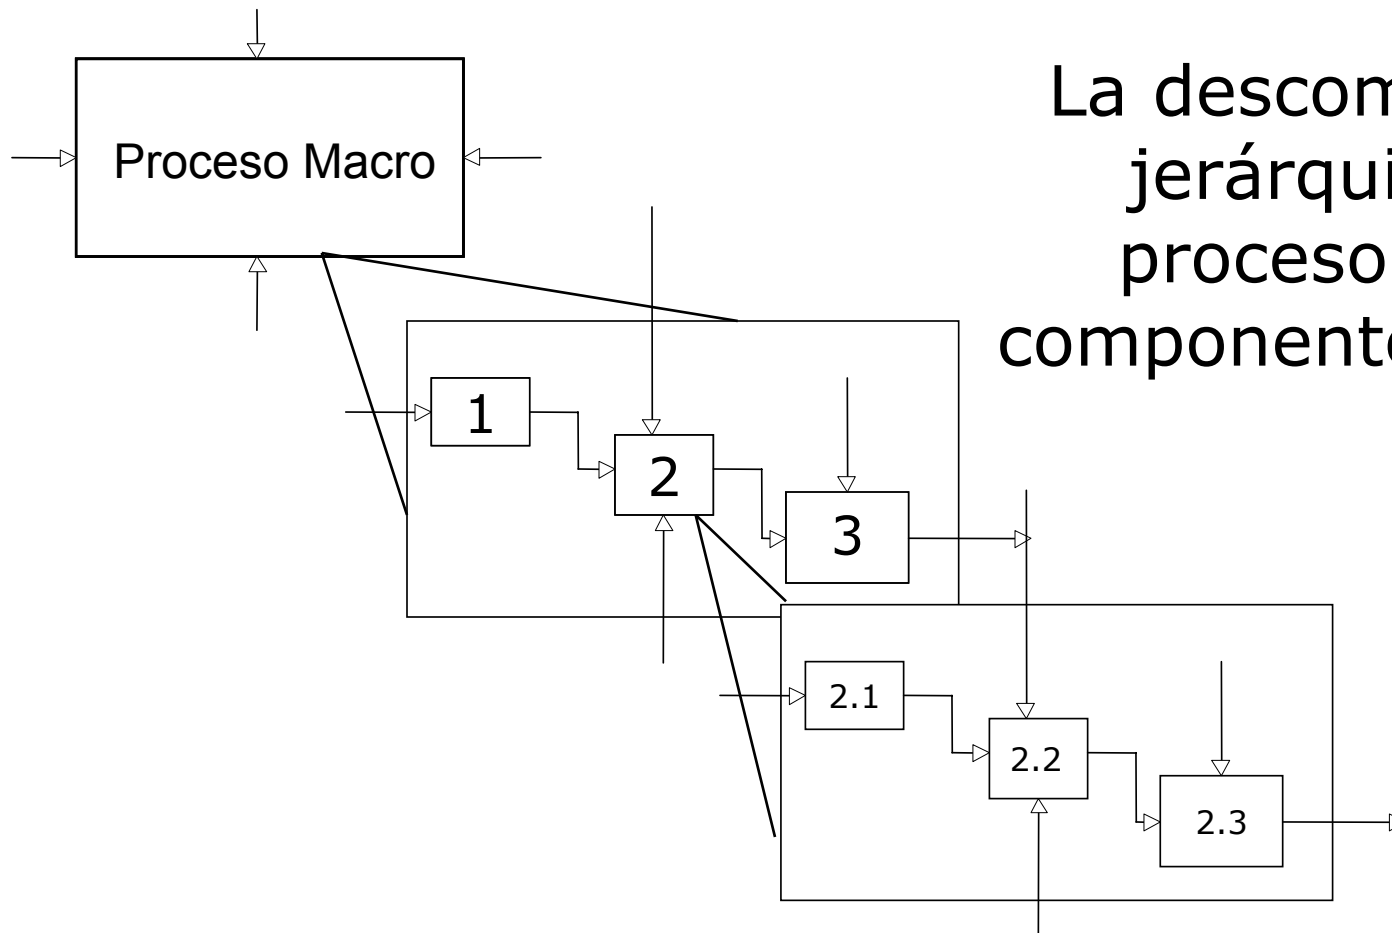 Proceso Macro
La descom
jerárqui
proceso
component
1
2
3
2.1
2.2
2.3